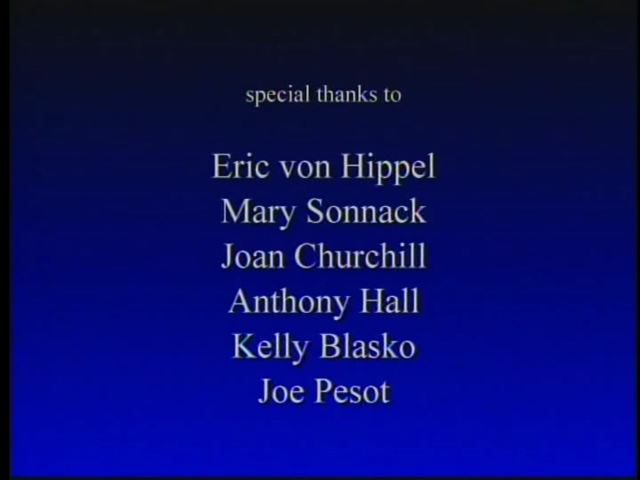 special thanks to
Eric von Hippel
Mary Sonnack
Joan Churchill
Anthony Hall
Kelly Blasko
Joe Pesot